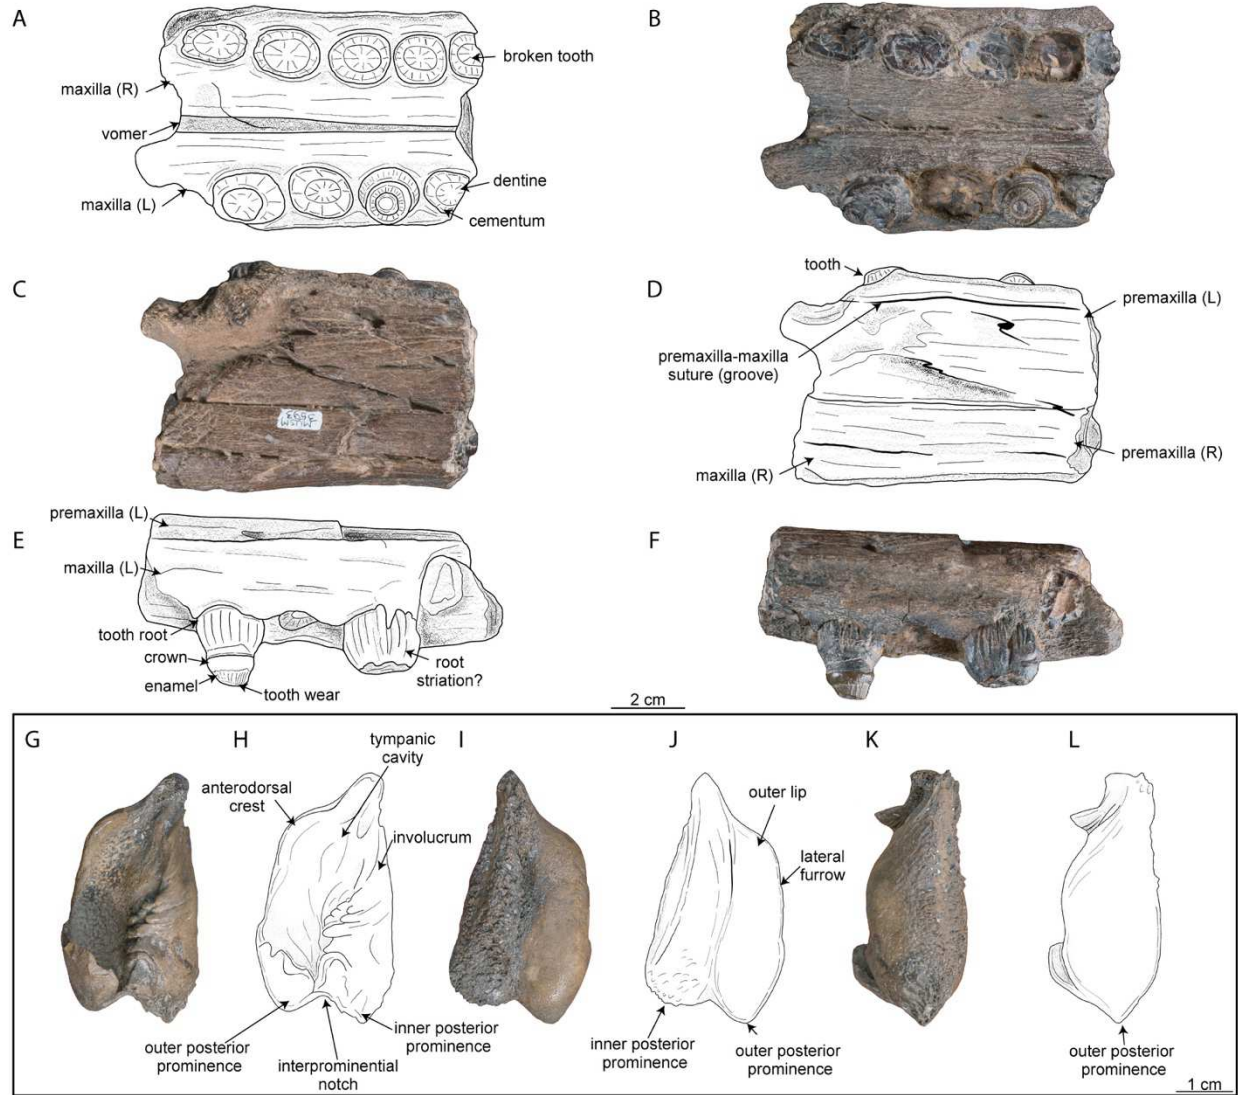 A
broken tooth
maxilla (R)
vomer
dentine
maxilla (L)
cementum
B
C
MUSM
3593
D
tooth
premaxilla (L)
premaxilla-maxilla
suture (groove)
maxilla (R)
premaxilla (R)
E
premaxilla (L)
maxilla (L)
tooth root
crown
enamel
tooth wear
root
striation?
F
2 cm
G
H
tympanic
cavity
anterodorsal
crest
involucrum
outer posterior
prominence
interprominential
notch
inner posterior
prominence
I
J
outer lip
lateral
furrow
inner posterior
prominence
outer posterior
prominence
K
L
outer posterior
prominence
1 cm